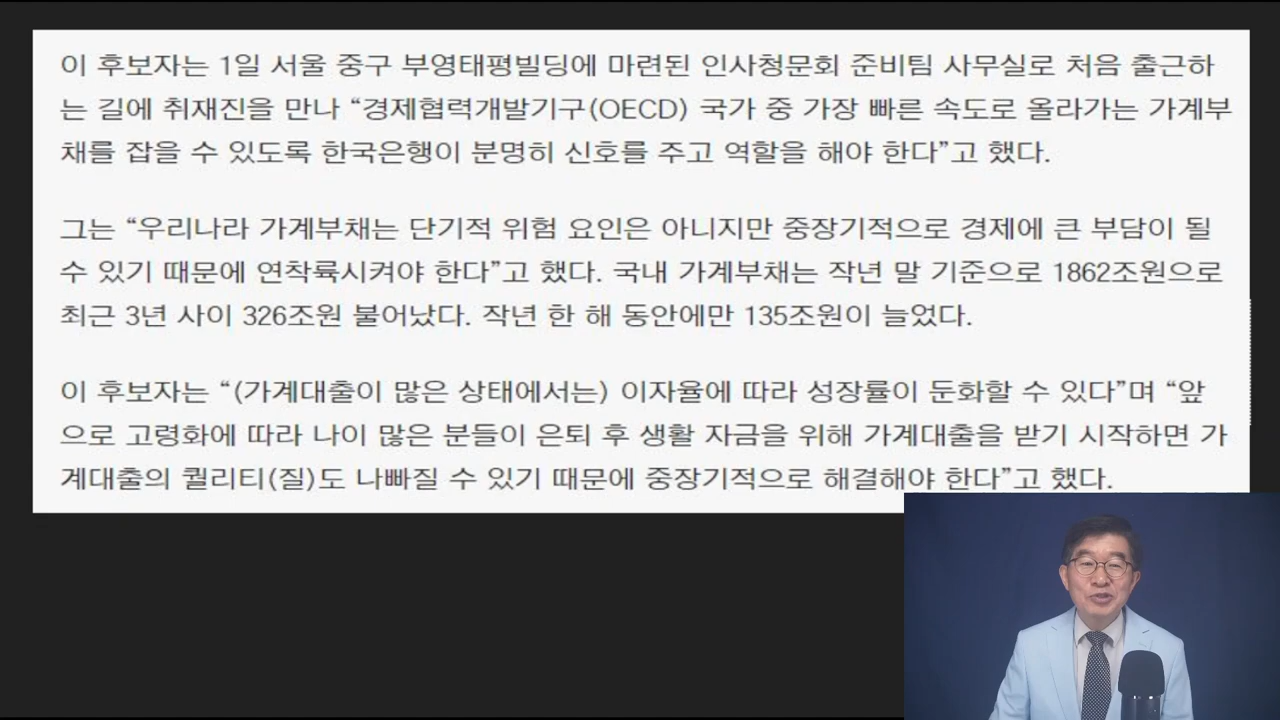 이 후보자는 1일 서울 중구 부영태평빌딩에 마련된 인사청문회 준비팀 사무실로 처음 출근하
는 길에 취재진을 만나 “경제협력개발기구(OECD) 국가 중 가장 빠른 속도로 올라가는 가계부
채를 잡을 수 있도록 한국은행이 분명히 신호를 주고 역할을 해야 한다”고 했다.
그는 “우리나라 가계부채는 단기적 위험 요인은 아니지만 중장기적으로 경제에 큰 부담이 될
수 있기 때문에 연착륙시켜야 한다”고 했다. 국내 가계부채는 작년 말 기준으로 1862조원으로
최근 3년 사이 326조원 불어났다. 작년 한 해 동안에만 135조원이 늘었다.
이 후보자는 “(가계대출이 많은 상태에서는) 이자율에 따라 성장률이 둔화할 수 있다”며 “앞
으로 고령화에 따라 나이 많은 분들이 은퇴 후 생활 자금을 위해 가계대출을 받기 시작하면 가
계대출의 퀄리티(질)도 나빠질 수 있기 때문에 중장기적으로 해결해야 한다”고 했다.